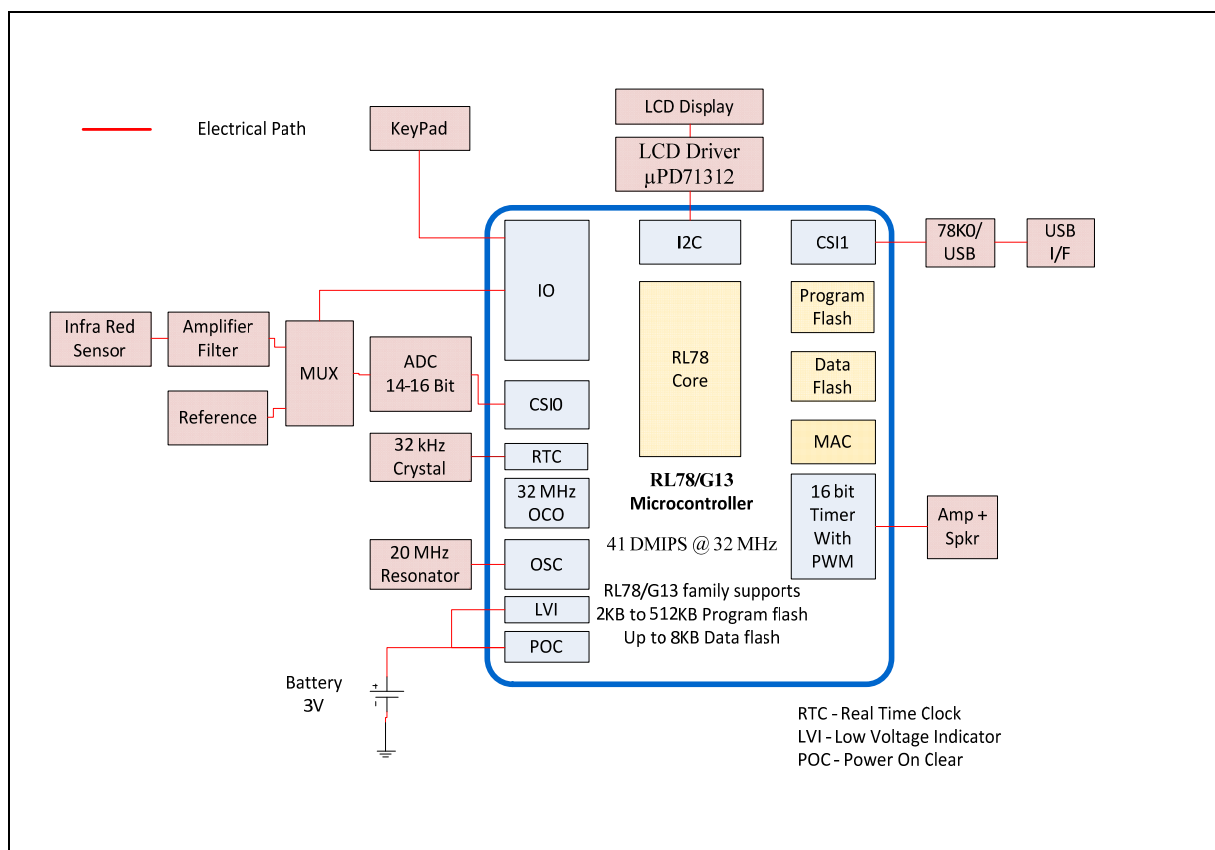 Electrical Path
KeyPad
LCD Display
LCD Driver
μPD71312
IO
I2C
CSI1
78K0/
USB
USB
I/F
Infra Red
Sensor
Amplifier
Filter
MUX
ADC
14-16 Bit
Reference
CSI0
32 kHz
Crystal
RTC
32 MHz
OCO
20 MHz
Resonator
OSC
LVI
POC
Battery
3V
+
-
RL78
Core
Program
Flash
Data
Flash
MAC
16 bit
Timer
With
PWM
Amp +
Spkr
RL78/G13
Microcontroller
41 DMIPS @ 32 MHz
RL78/G13 family supports
2KB to 512KB Program flash
Up to 8KB Data flash
RTC - Real Time Clock
LVI - Low Voltage Indicator
POC - Power On Clear